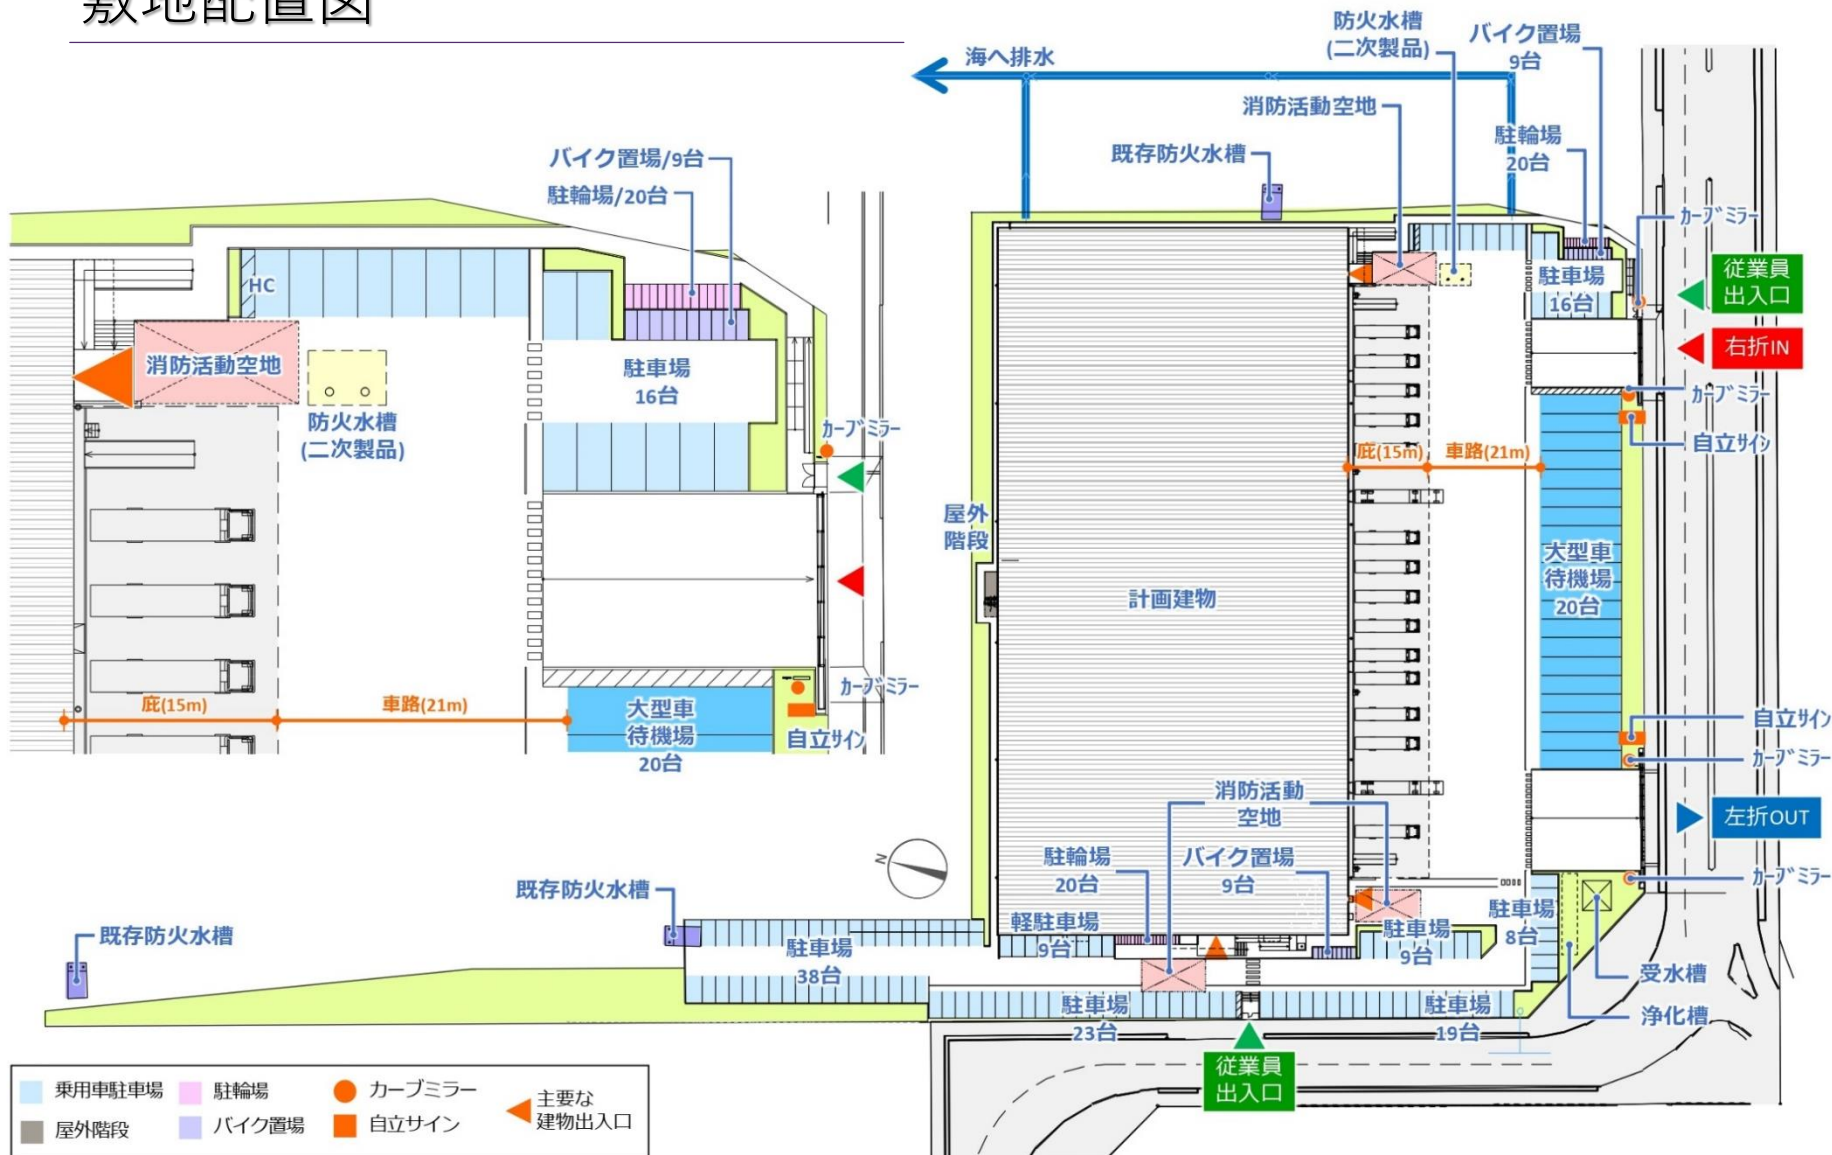 敷地配置図
海へ排水
防火水槽
(二次製品)
バイク置場
9台
消防活動空地
既存防火水槽
駐輪場
20台
カーブミラー
従業員
出入口
駐車場
16台
右折IN
カーブミラー
自立サイン
庇(15m)
車路(21m)
屋外
階段
計画建物
大型車
待機場
20台
自立サイン
カーブミラー
左折OUT
カーブミラー
消防活動
空地
駐輪場
20台
バイク置場
9台
軽駐車場
9台
駐車場
9台
駐車場
8台
受水槽
浄化槽
駐車場
38台
駐車場
23台
駐車場
19台
従業員
出入口
既存防火水槽
既存防火水槽
N
バイク置場/9台
駐輪場/20台
HC
消防活動空地
防火水槽
(二次製品)
駐車場
16台
カーブミラー
庇(15m)
車路(21m)
大型車
待機場
20台
カーブミラー
自立サイン
乗用車駐車場
駐輪場
カーブミラー
主要な
建物出入口
屋外階段
バイク置場
自立サイン